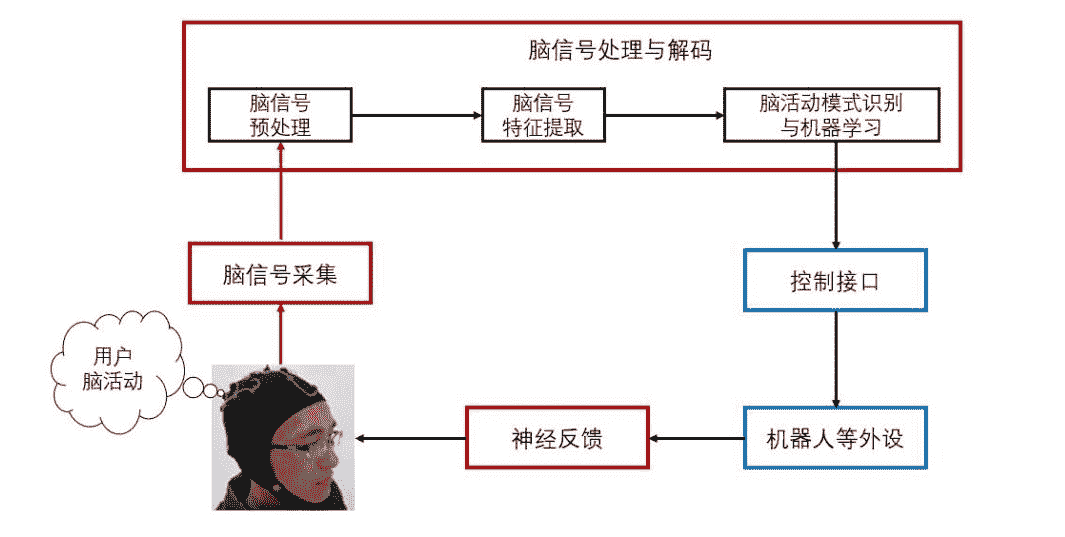 脑信号处理与解码
脑信号
预处理
脑信号
特征提取
脑活动模式识别
与机器学习
脑信号采集
控制接口
用户
脑活动
神经反馈
机器人等外设